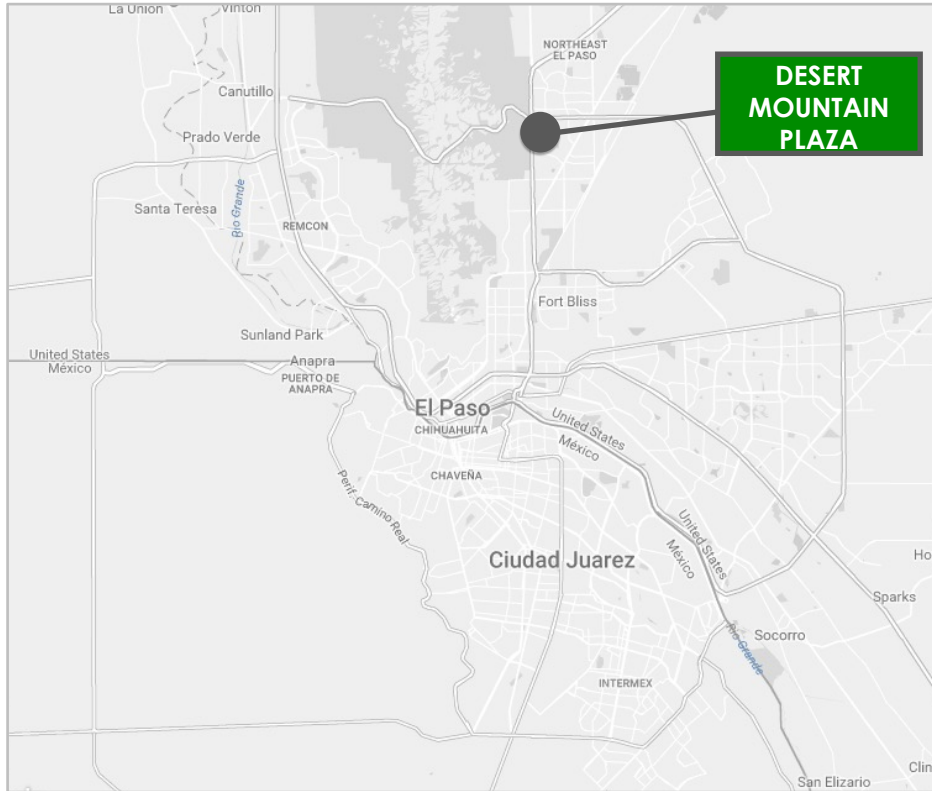 La Union
Vinton
NORTHEAST
EL PASO
DESERT
MOUNTAIN
PLAZA
Canutillo
Prado Verde
Santa Teresa
Rio Grande
REMCON
Fort Bliss
Sunland Park
United States
México
Anapra
PUERTO DE
ANAPRA
El Paso
CHIHUAHUITA
United States
México
CHAVEÑA
Perif. Camino Real
Ciudad Juarez
United States
México
Ho
Sparks
Rio Grande
Socorro
INTERMEX
Clin
San Elizario